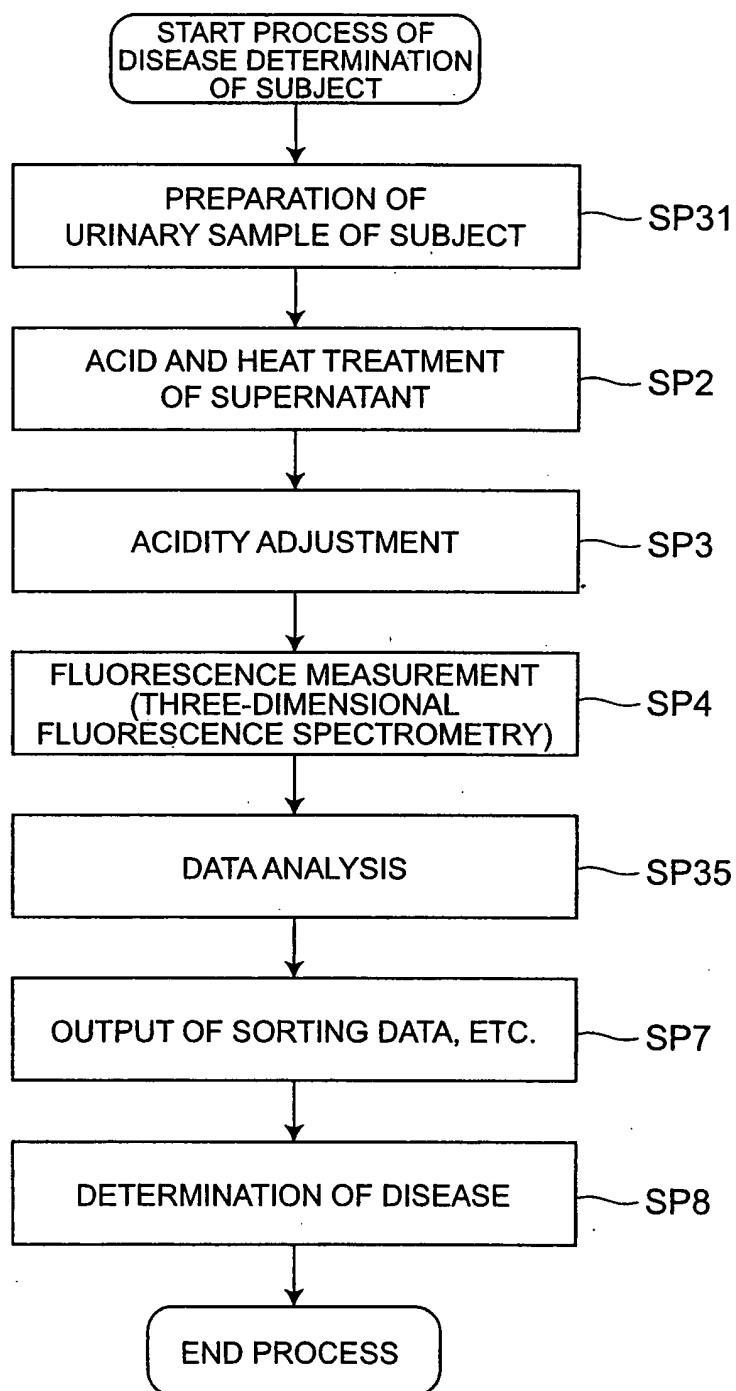 START PROCESS OF
DISEASE DETERMINATION
OF SUBJECT
PREPARATION OF
URINARY SAMPLE OF SUBJECT
SP31
ACID AND HEAT TREATMENT
OF SUPERNATANT
SP2
ACIDITY ADJUSTMENT
SP3
FLUORESCENCE MEASUREMENT
(THREE-DIMENSIONAL
FLUORESCENCE SPECTROMETRY)
SP4
DATA ANALYSIS
SP35
OUTPUT OF SORTING DATA, ETC.
SP7
DETERMINATION OF DISEASE
SP8
END PROCESS